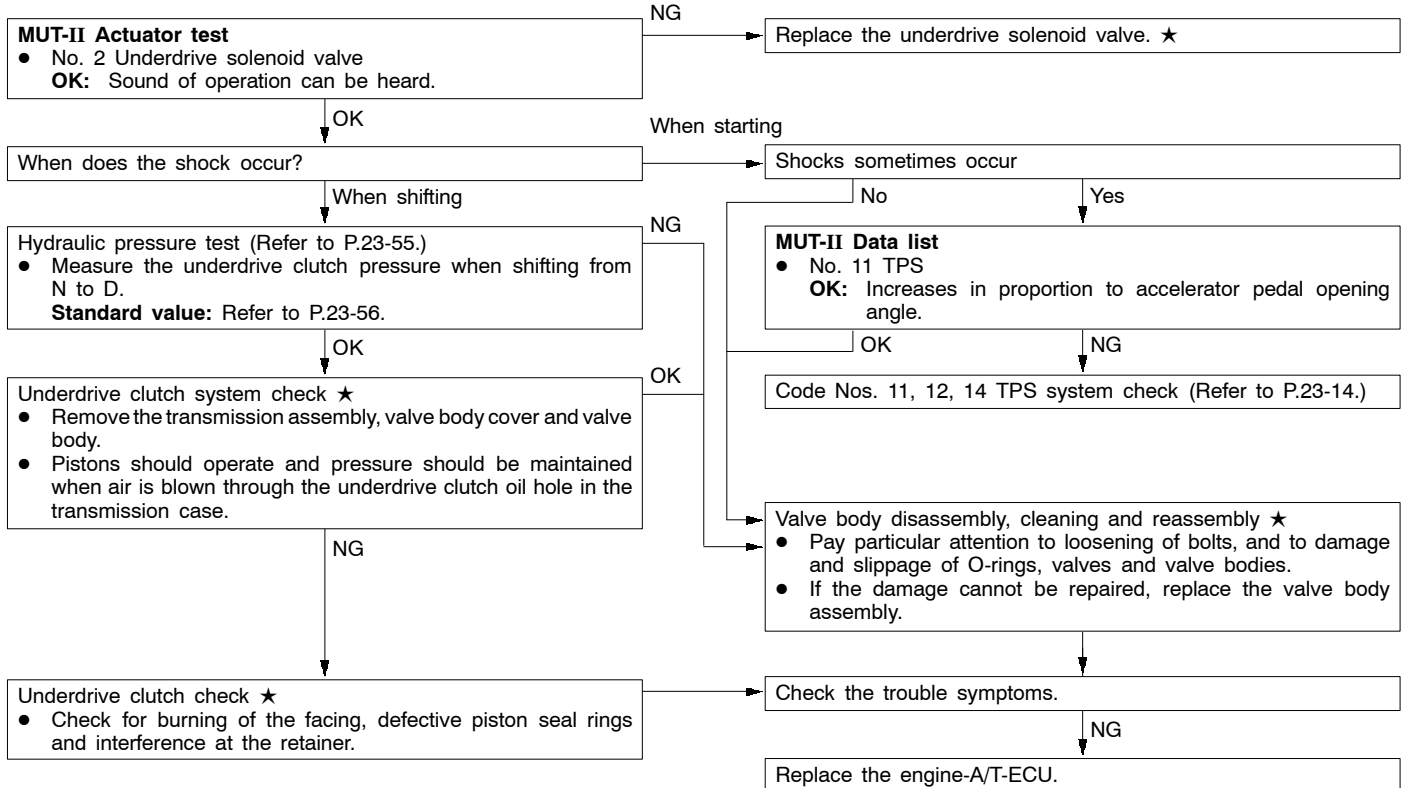 MUT-II Actuator test
● No. 2 Underdrive solenoid valve
OK: Sound of operation can be heard.
NG
Replace the underdrive solenoid valve. ★
OK
When does the shock occur?
When starting
Shocks sometimes occur
When shifting
No
Yes
Hydraulic pressure test (Refer to P.23-55.)
● Measure the underdrive clutch pressure when shifting from
N to D.
Standard value: Refer to P.23-56.
NG
MUT-II Data list
● No. 11 TPS
OK: Increases in proportion to accelerator pedal opening
angle.
OK
OK
NG
Underdrive clutch system check ★
● Remove the transmission assembly, valve body cover and valve
body.
● Pistons should operate and pressure should be maintained
when air is blown through the underdrive clutch oil hole in the
transmission case.
OK
Code Nos. 11, 12, 14 TPS system check (Refer to P.23-14.)
NG
Valve body disassembly, cleaning and reassembly ★
● Pay particular attention to loosening of bolts, and to damage
and slippage of O-rings, valves and valve bodies.
● If the damage cannot be repaired, replace the valve body
assembly.
Underdrive clutch check ★
● Check for burning of the facing, defective piston seal rings
and interference at the retainer.
Check the trouble symptoms.
NG
Replace the engine-A/T-ECU.